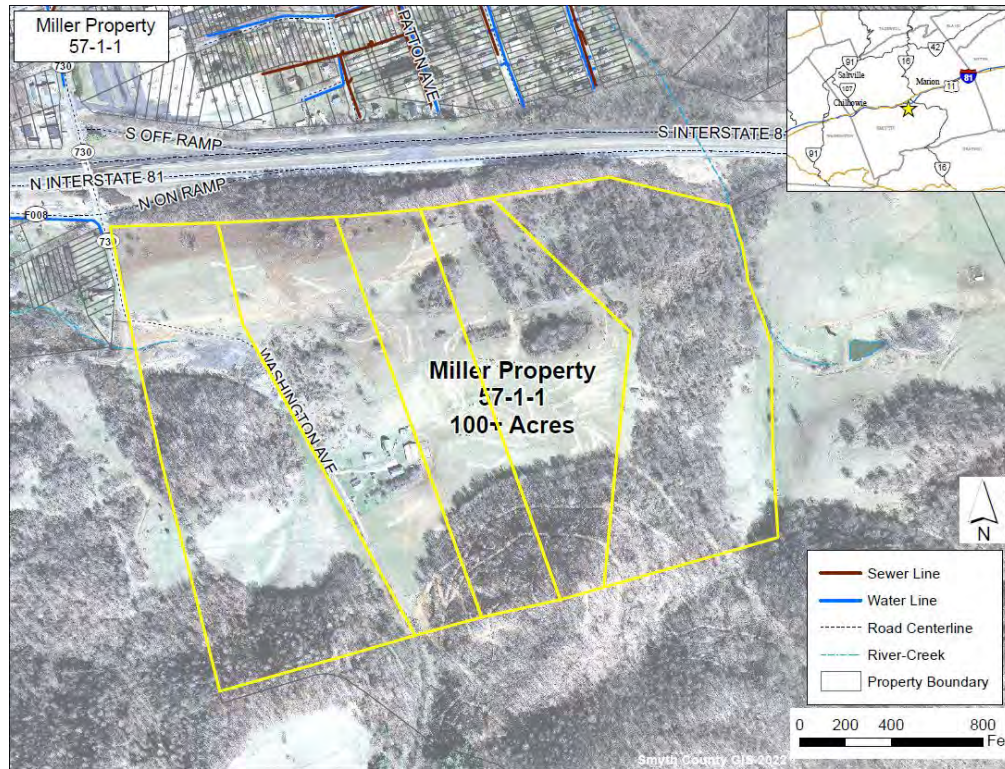 Miller Property
57-1-1
730
PATTON AVE
91
42
16
Saltville
Marion
81
107
11
Chilhowie
91
16
S OFF RAMP
S INTERSTATE 8
730
N INTERSTATE 81
N ON RAMP
F008
730
WASHINGTON AVE
Miller Property
57-1-1
100+ Acres
N
Sewer Line
Water Line
Road Centerline
River-Creek
Property Boundary
0 200 400 800
Fe
Smyth County GIS 2022